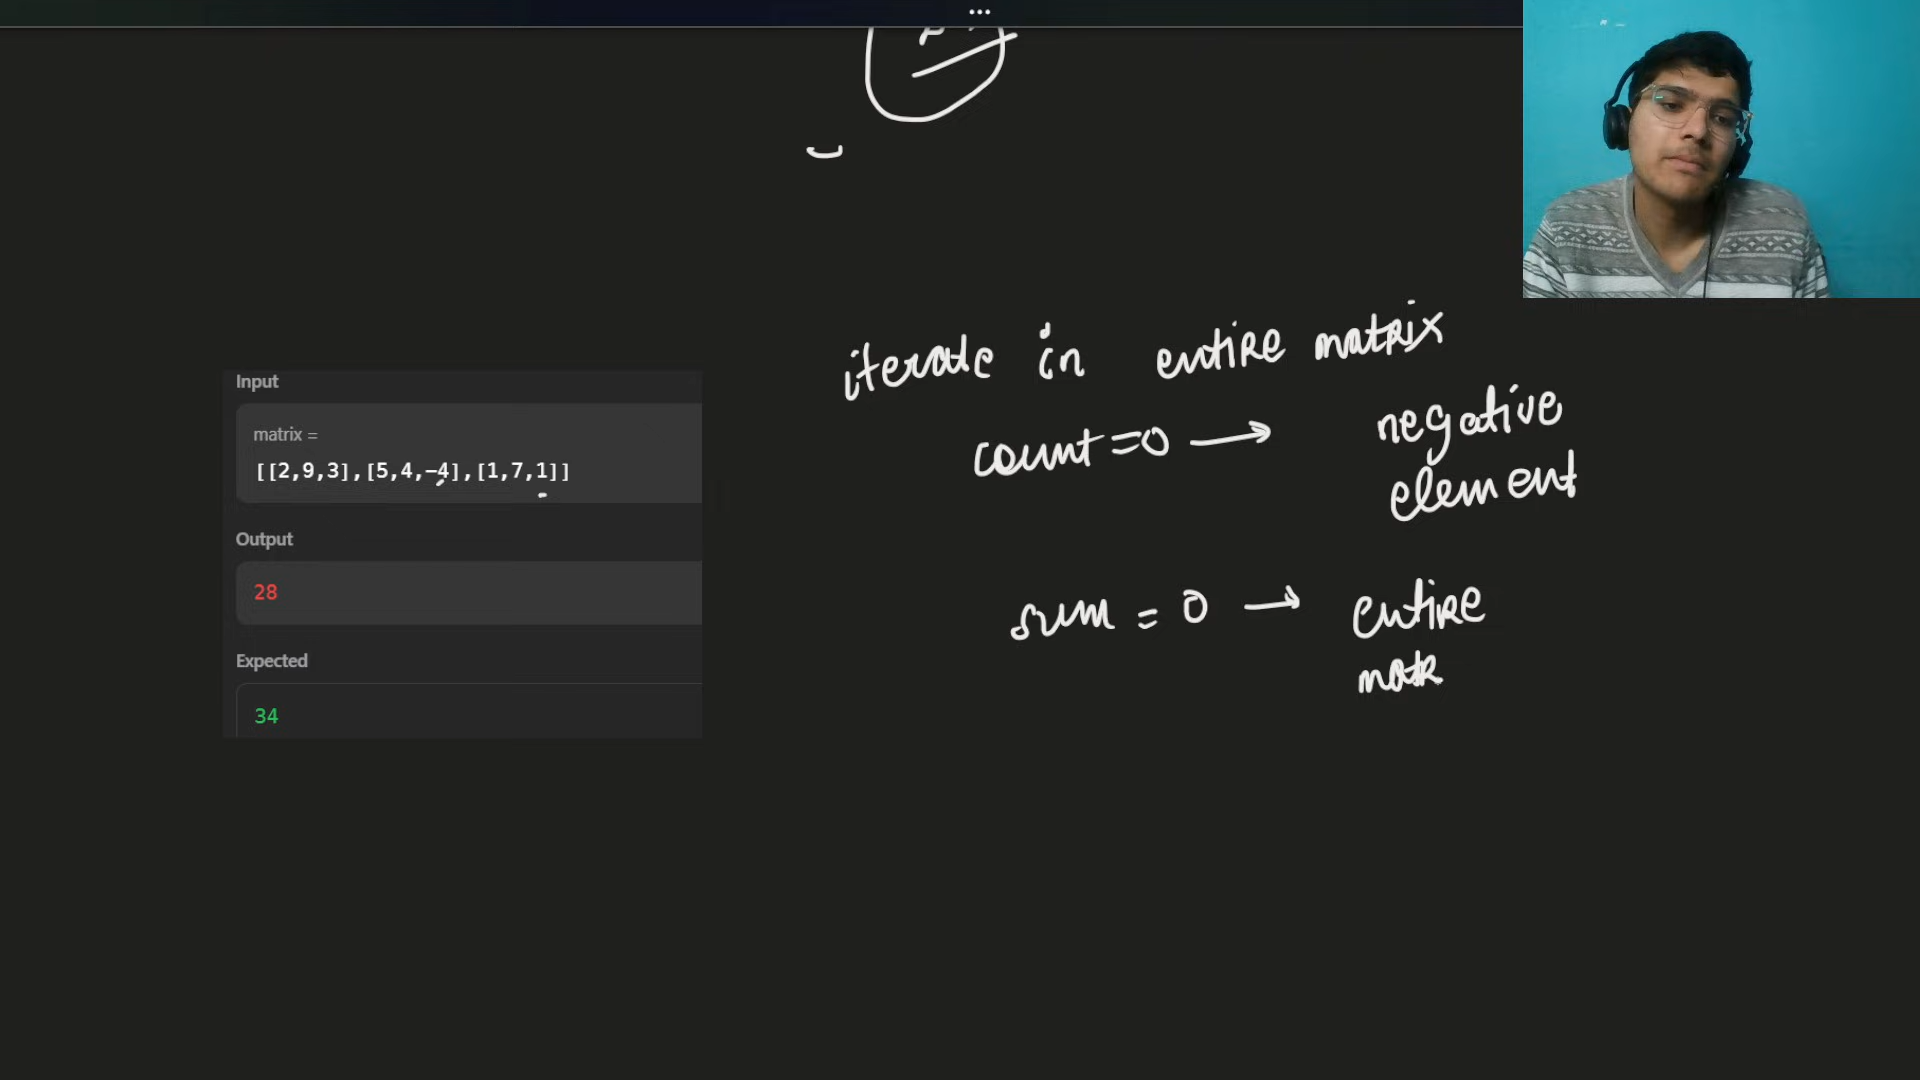 ...
Input
matrix =
[[2,9,3],[5,4,-4],[1,7,1]]
Output
28
Expected
34
iterate in entire matrix
count=0 → negative
element
sum = 0 → entire
matr